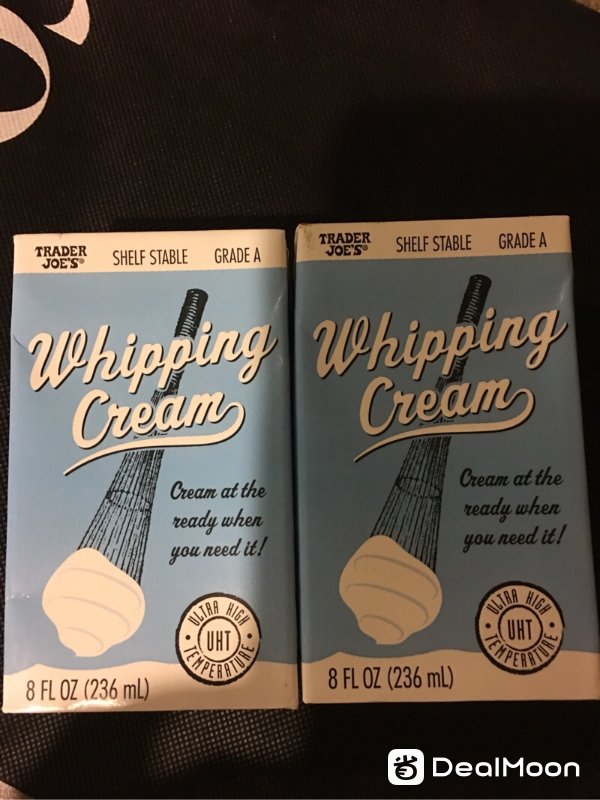 TRADER
JOE'S®
SHELF STABLE
GRADE A
Whipping
Cream
Cream at the
ready when
you need it!
ULTRA HIGH
UHT
TEMPERATURE
8 FL OZ (236 mL)
TRADER
JOE'S®
SHELF STABLE
GRADE A
Whipping
Cream
Cream at the
ready when
you need it!
ULTRA HIGH
UHT
TEMPERATURE
8 FL OZ (236 mL)
省 DealMoon